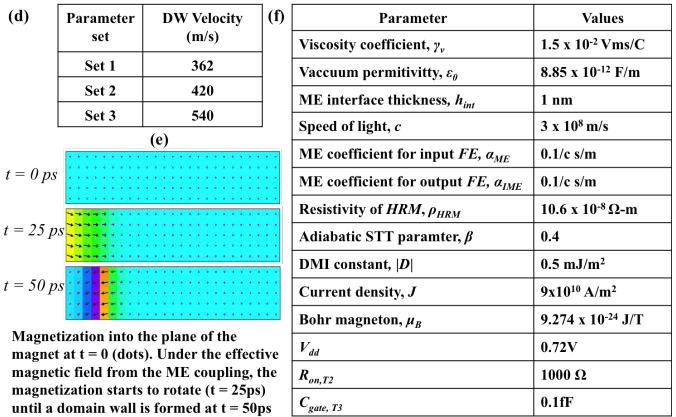 (d)
Parameter set | DW Velocity (m/s)
Set 1 | 362
Set 2 | 420
Set 3 | 540
(e)
t = 0 ps
t = 25 ps
t = 50 ps
Magnetization into the plane of the
magnet at t = 0 (dots). Under the effective
magnetic field from the ME coupling, the
magnetization starts to rotate (t = 25ps)
until a domain wall is formed at t = 50ps
(f)
Parameter | Values
Viscosity coefficient, γv | 1.5 x 10⁻² Vms/C
Vaccuum permitivitty, ε0 | 8.85 x 10⁻¹² F/m
ME interface thickness, hint | 1 nm
Speed of light, c | 3 x 10⁸ m/s
ME coefficient for input FE, αME | 0.1/c s/m
ME coefficient for output FE, αIME | 0.1/c s/m
Resistivity of HRM, ρHRM | 10.6 x 10⁻⁸ Ω-m
Adiabatic STT paramter, β | 0.4
DMI constant, |D| | 0.5 mJ/m²
Current density, J | 9x10¹⁰ A/m²
Bohr magneton, μB | 9.274 x 10⁻²⁴ J/T
Vdd | 0.72V
Ron,T2 | 1000 Ω
Cgate, T3 | 0.1fF